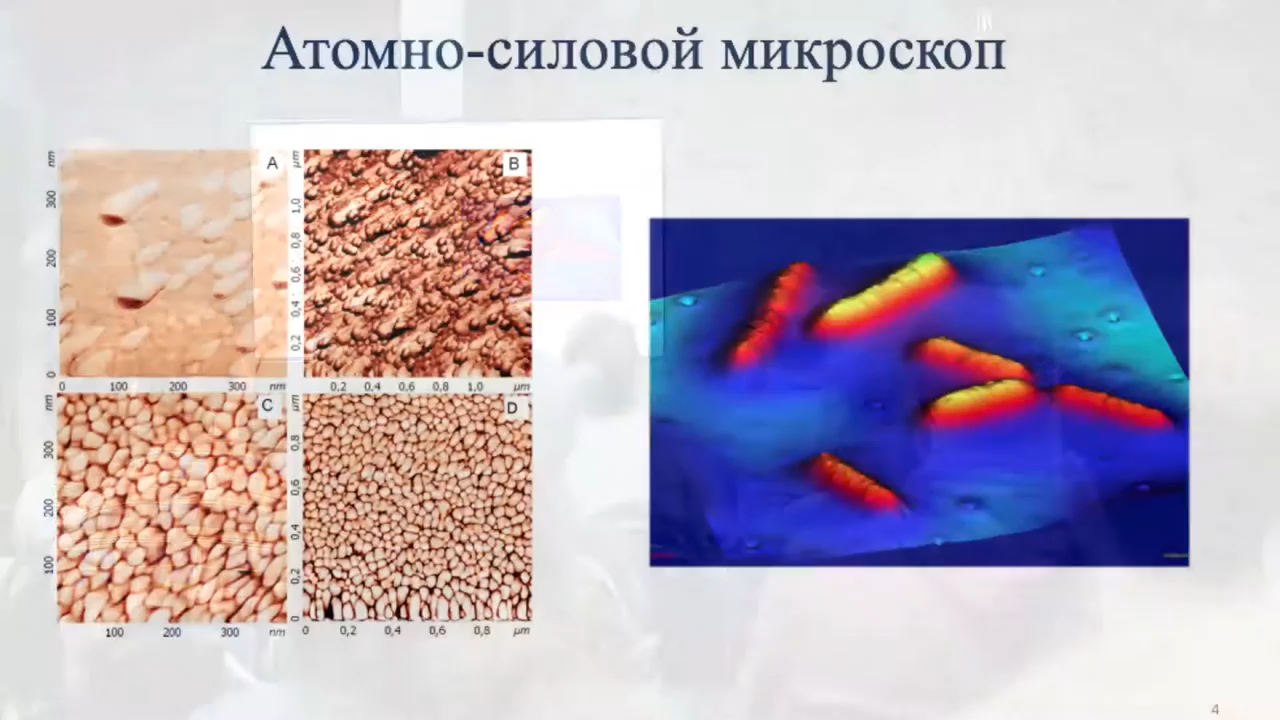 Атомно-силовой микроскоп
A
nm
300
200
100
0
0 100 200 300 nm
B
µm
1,0
0,8
0,6
0,4
0,2
0,2 0,4 0,6 0,8 1,0 µm
C
nm
300
200
100
100 200 300 nm
D
µm
0,8
0,6
0,4
0,2
0
0 0,2 0,4 0,6 0,8 µm
4